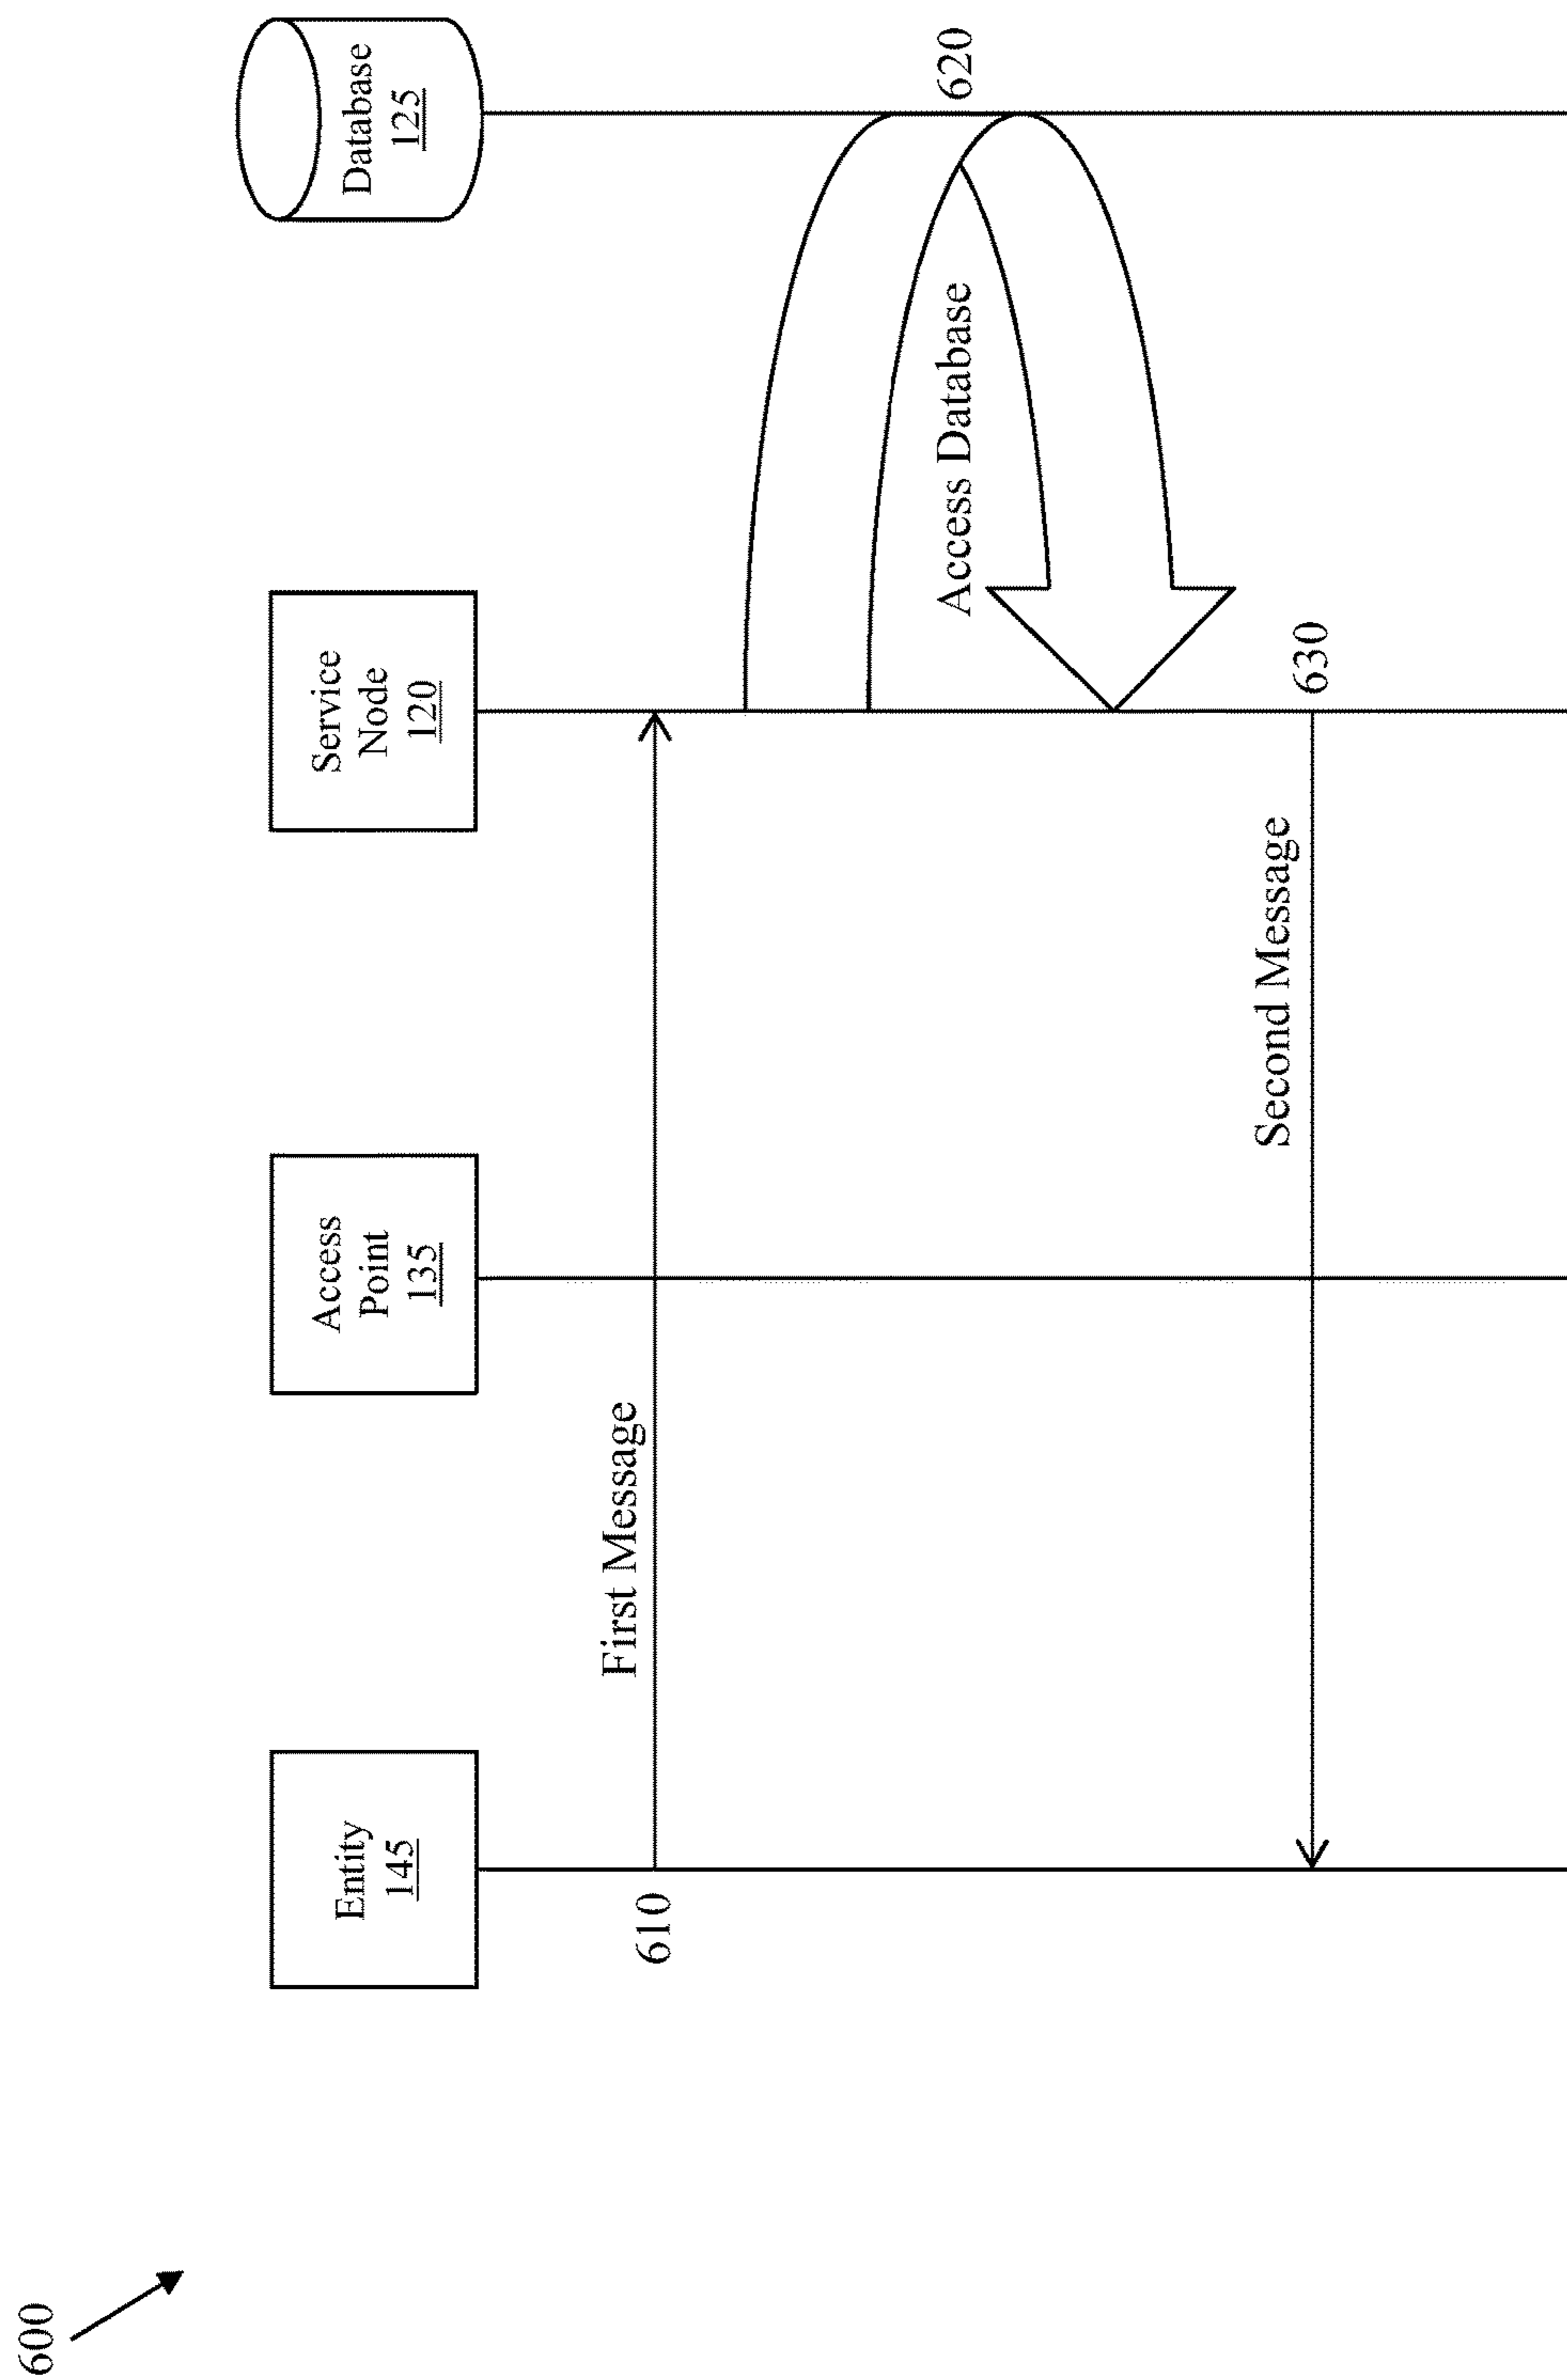 600
Entity
145
Access
Point
135
Service
Node
120
Database
125
610
First Message
Access Database
620
Second Message
630